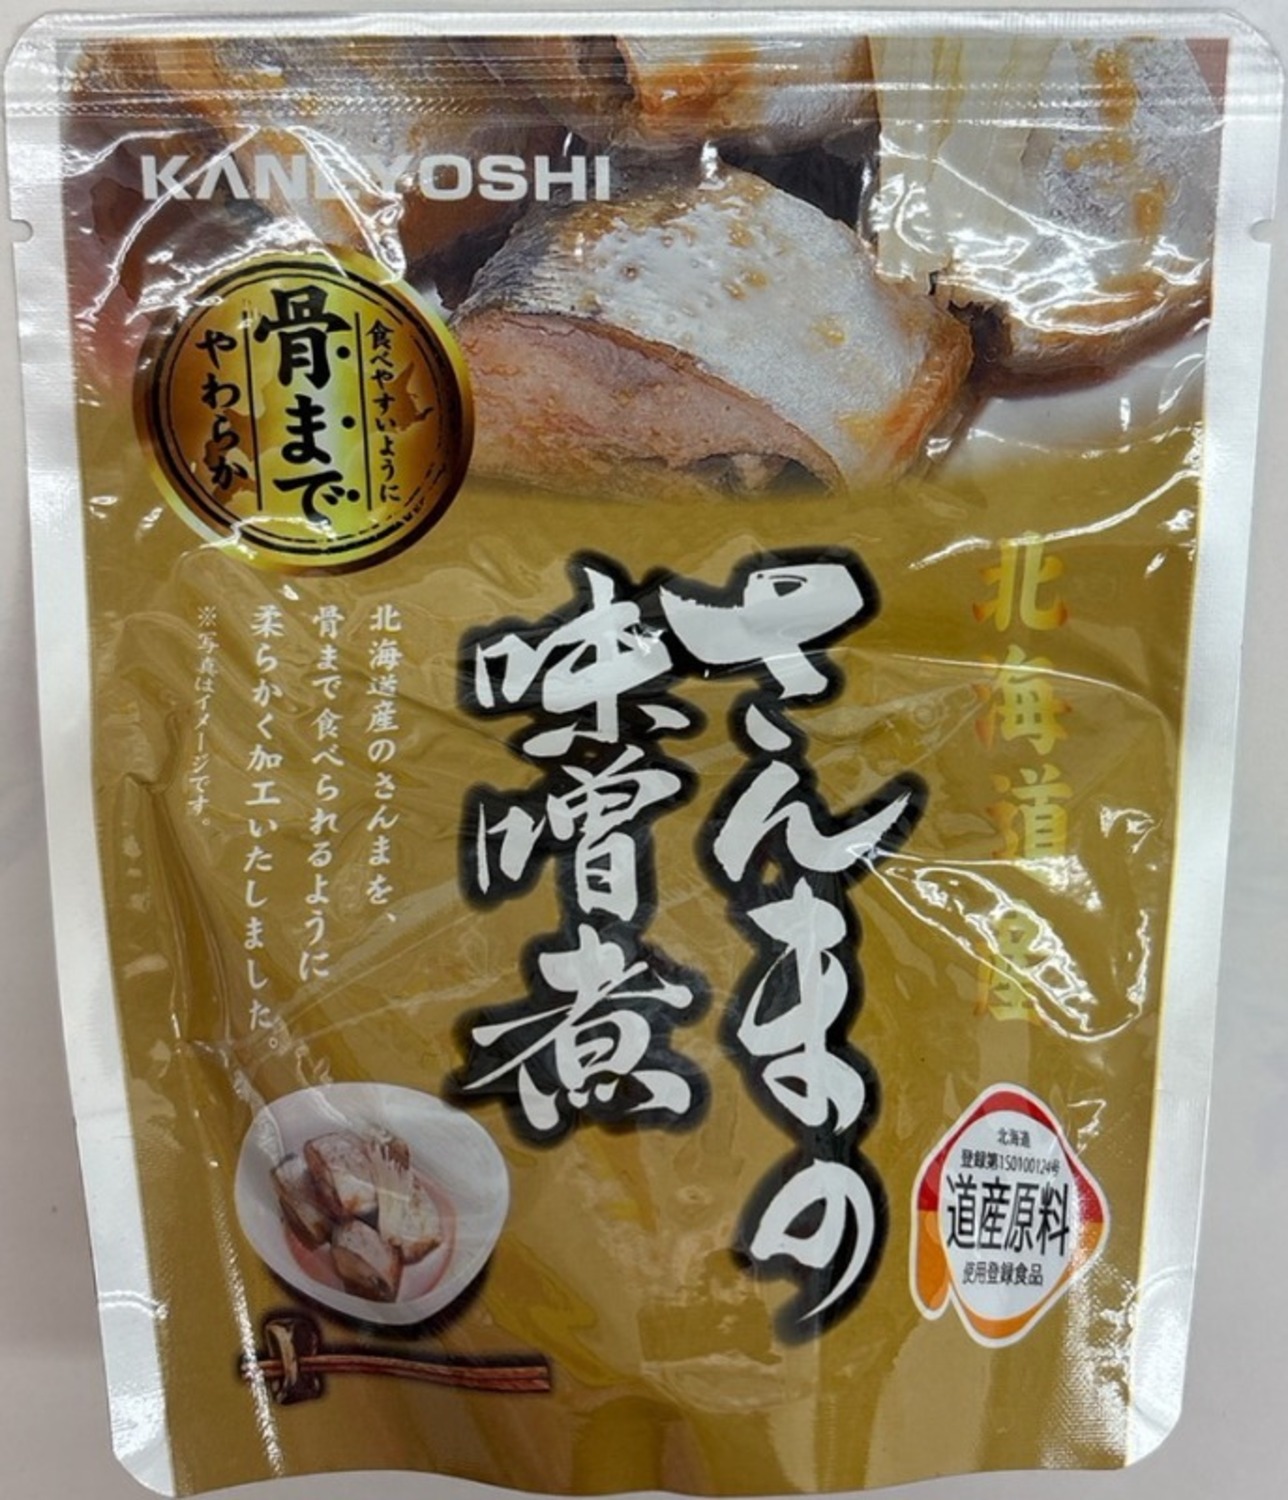 KANEYOSHI
食べやすいように
骨まで
やわらか
北海道産
さんまの
味噌煮
北海道産のさんまを、
骨まで食べられるように
柔らかく加工いたしました。
※写真はイメージです。
北海道
登録第150100124号
道産原料
使用登録食品